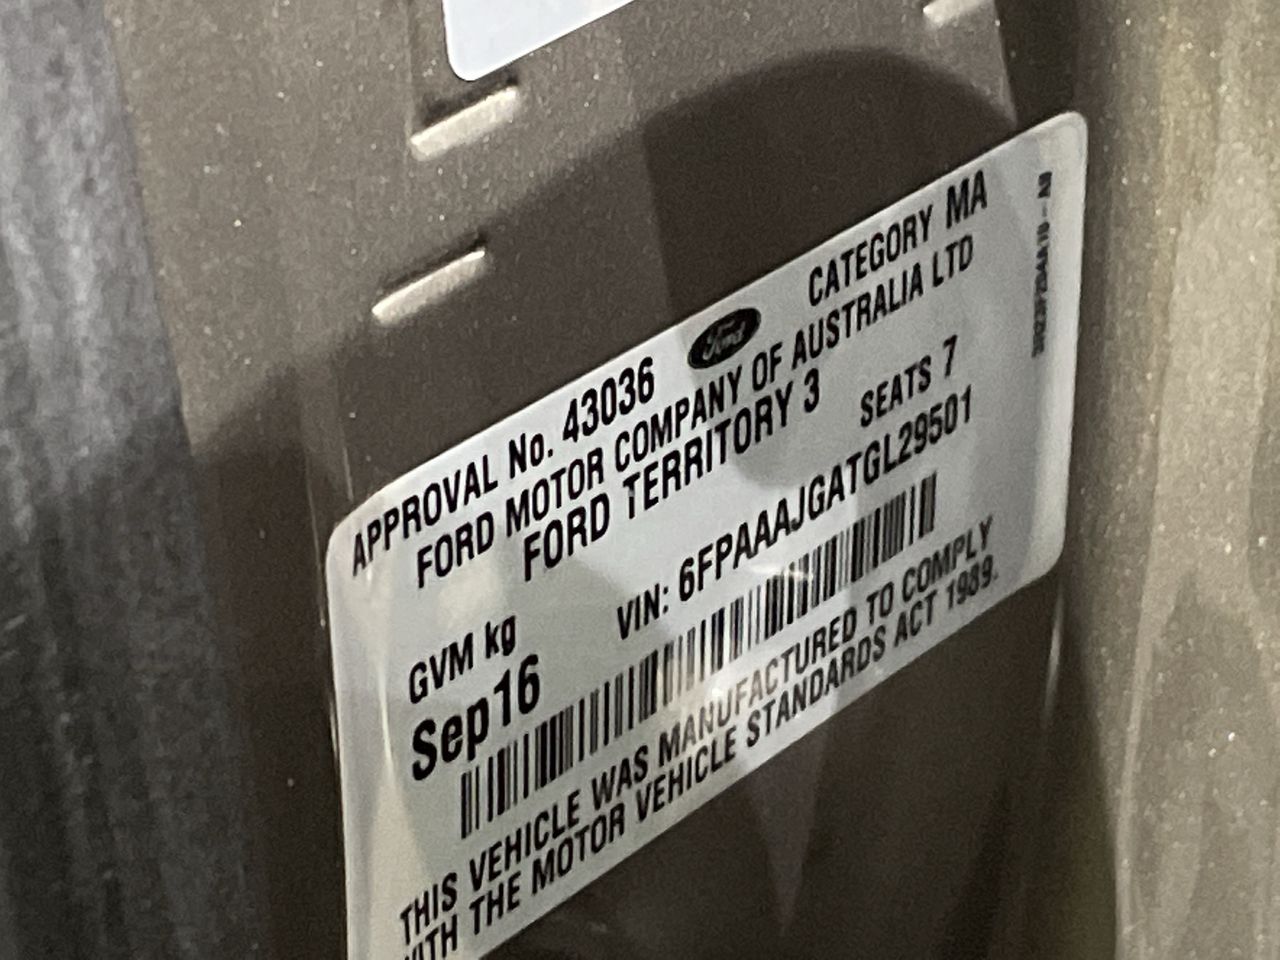 APPROVAL No. 43036 Ford CATEGORY MA
FORD MOTOR COMPANY OF AUSTRALIA LTD
FORD TERRITORY 3
SEATS 7
GVM kg VIN: 6FPAAAJGATGL29501
Sep16
THIS VEHICLE WAS MANUFACTURED TO COMPLY
WITH THE MOTOR VEHICLE STANDARDS ACT 1989.